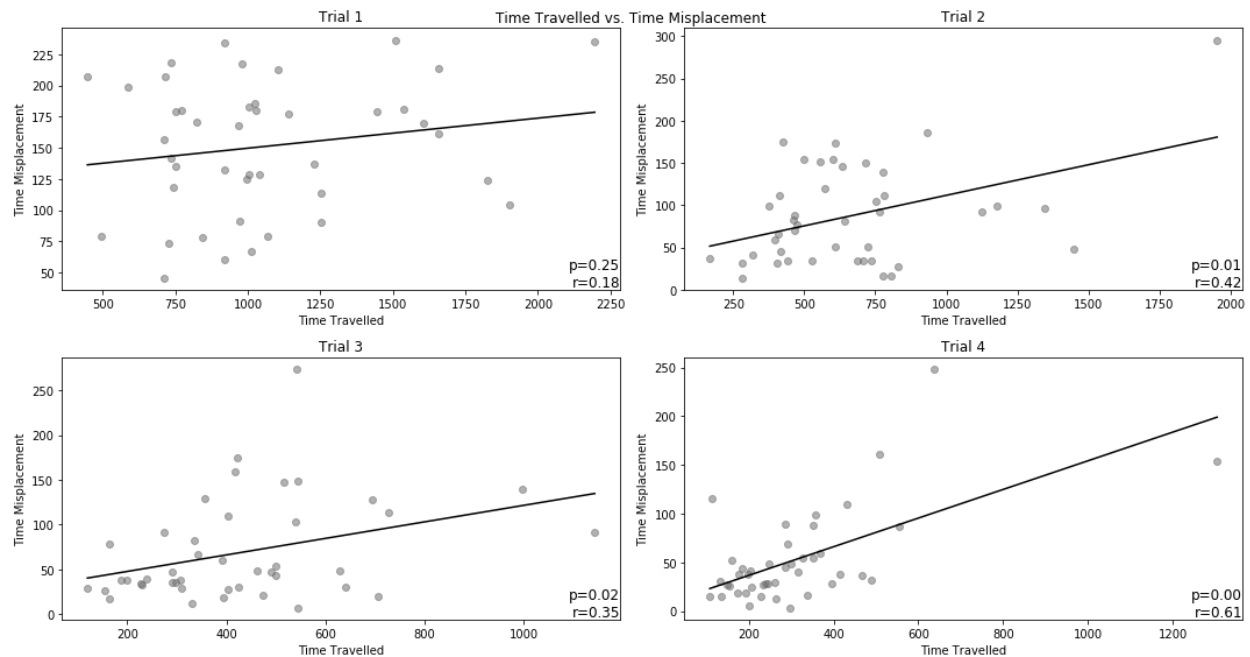 Time Travelled vs. Time Misplacement
Trial 1
Time Misplacement
225
200
175
150
125
100
75
50
p=0.25
r=0.18
500 750 1000 1250 1500 1750 2000 2250
Time Travelled
Trial 2
Time Misplacement
300
250
200
150
100
50
0
p=0.01
r=0.42
250 500 750 1000 1250 1500 1750 2000
Time Travelled
Trial 3
Time Misplacement
250
200
150
100
50
0
p=0.02
r=0.35
200 400 600 800 1000
Time Travelled
Trial 4
Time Misplacement
250
200
150
100
50
0
p=0.00
r=0.61
200 400 600 800 1000 1200
Time Travelled